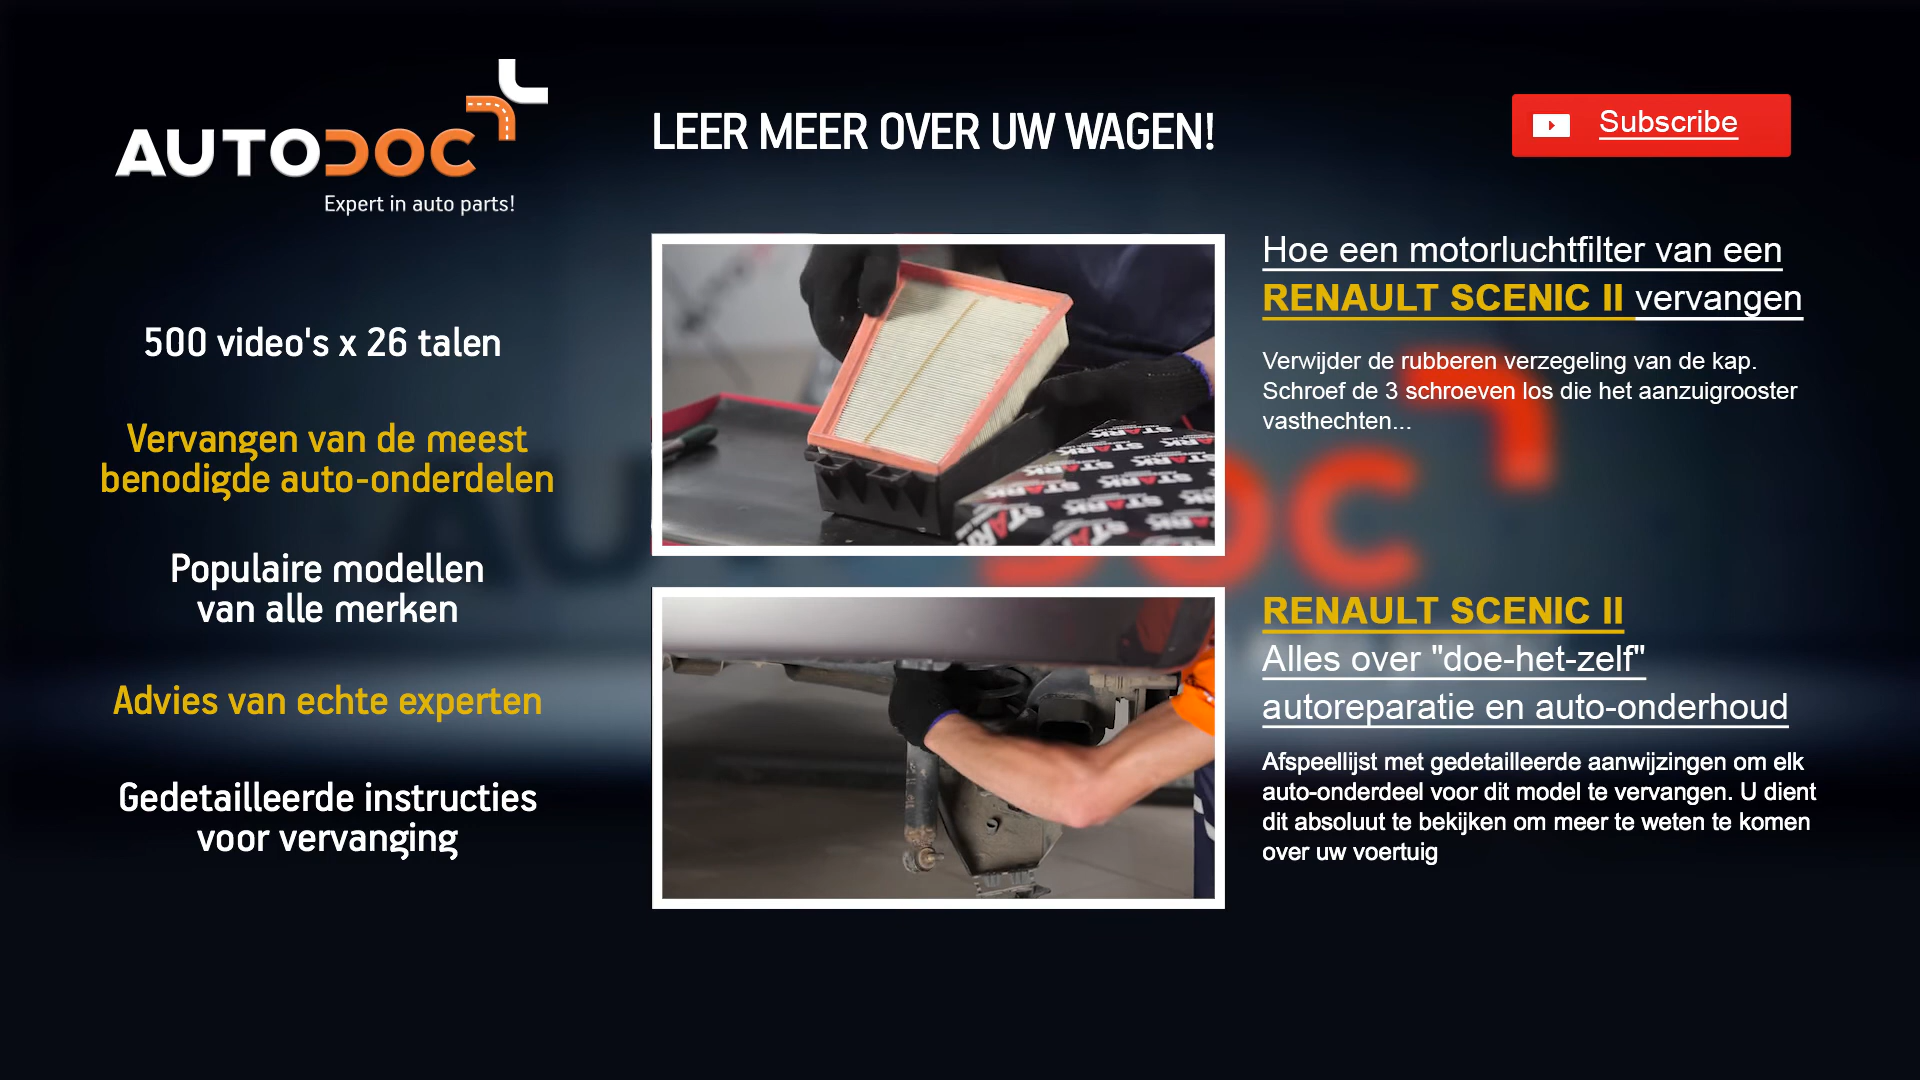 AUTODOC
Expert in auto parts!
LEER MEER OVER UW WAGEN!
Subscribe
500 video's x 26 talen
Vervangen van de meest
benodigde auto-onderdelen
Populaire modellen
van alle merken
Advies van echte experten
Gedetailleerde instructies
voor vervanging
Hoe een motorluchtfilter van een
RENAULT SCENIC II vervangen
Verwijder de rubberen verzegeling van de kap.
Schroef de 3 schroeven los die het aanzuigrooster
vasthechten...
STARK
RENAULT SCENIC II
Alles over "doe-het-zelf"
autoreparatie en auto-onderhoud
Afspeellijst met gedetailleerde aanwijzingen om elk
auto-onderdeel voor dit model te vervangen. U dient
dit absoluut te bekijken om meer te weten te komen
over uw voertuig